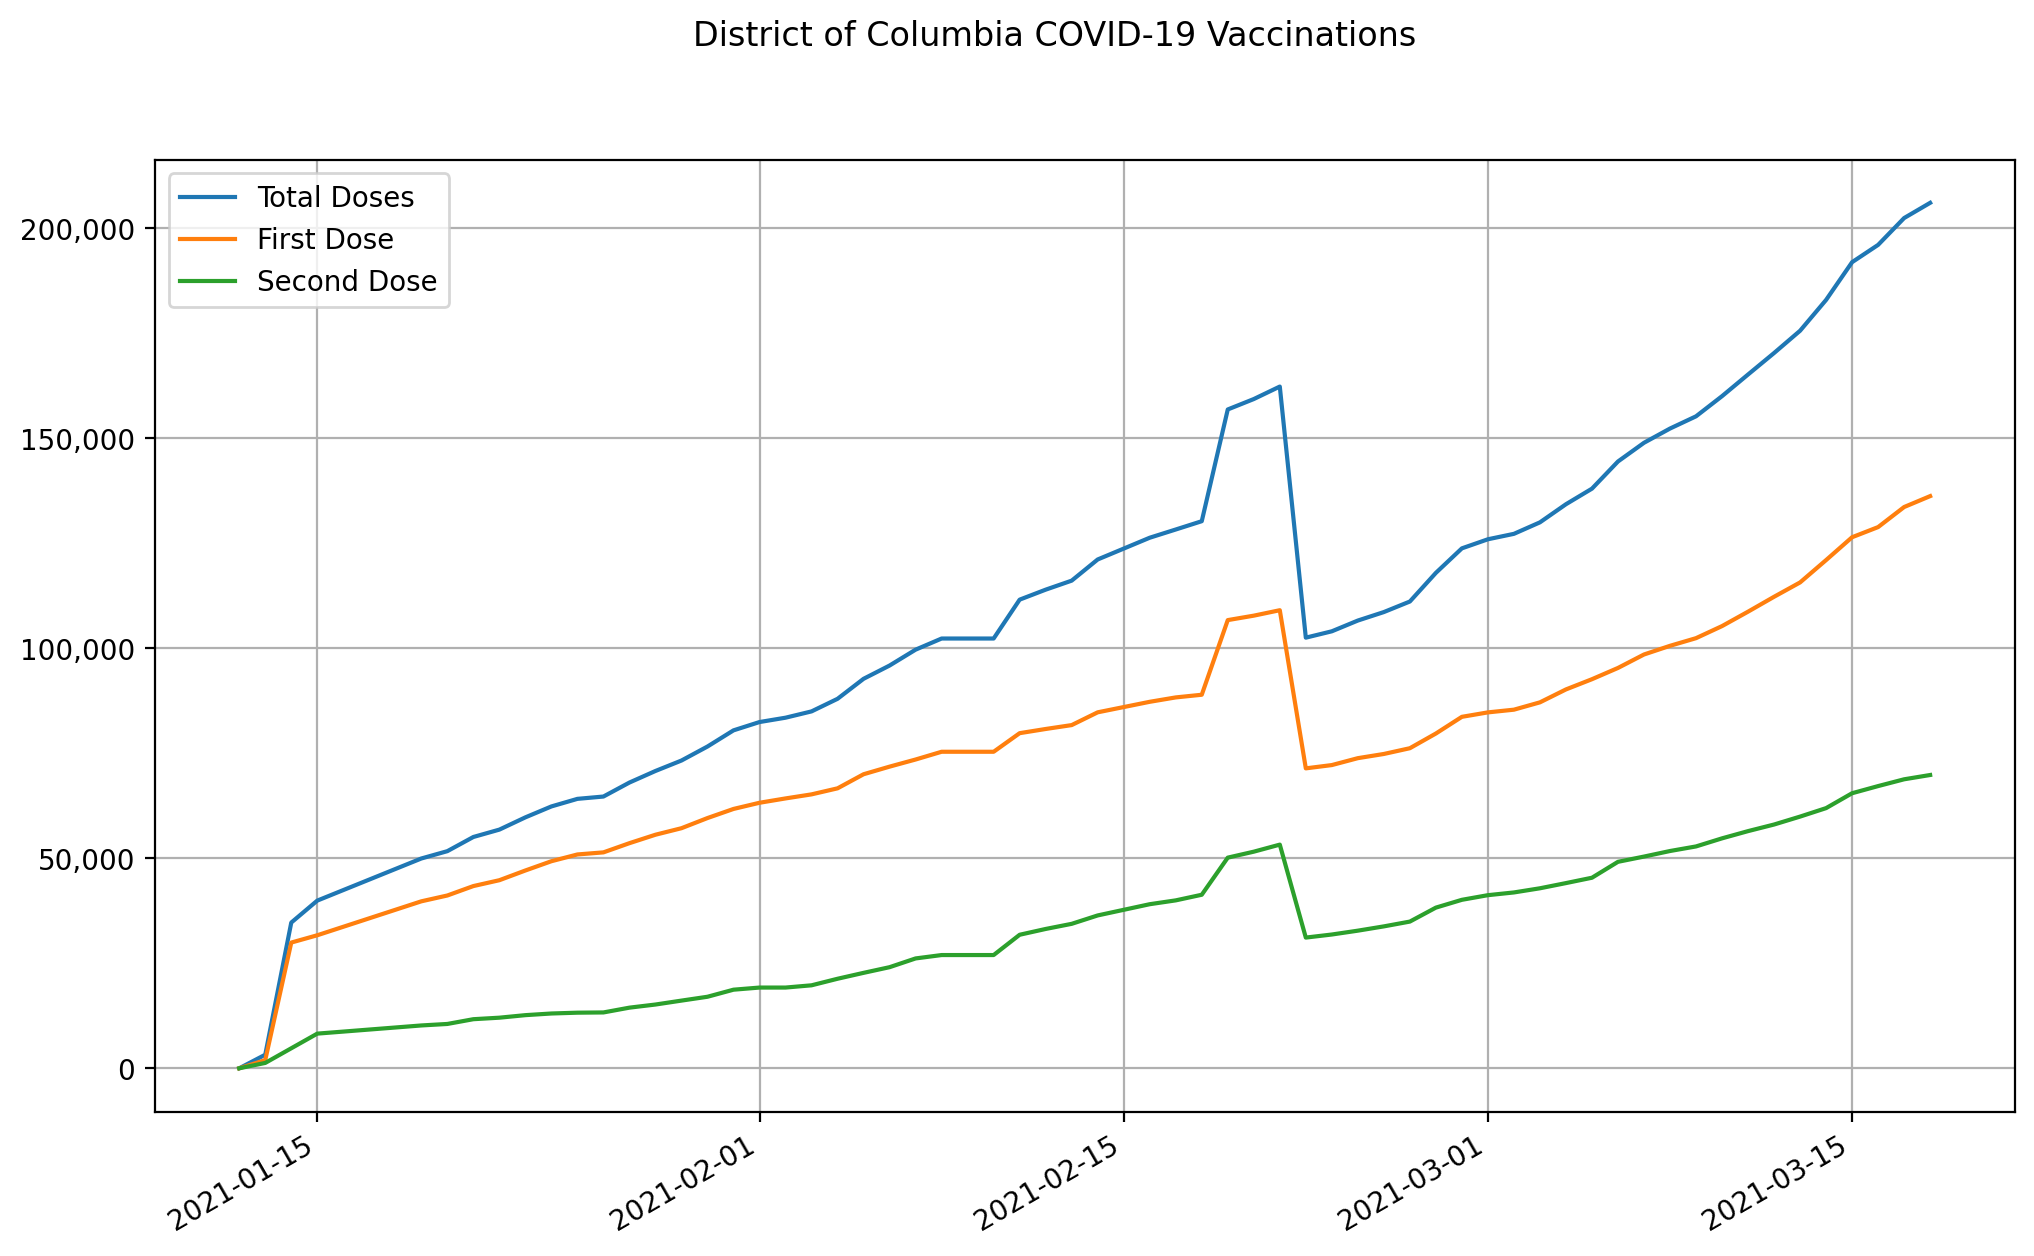 District of Columbia COVID-19 Vaccinations
Total Doses
First Dose
Second Dose
200,000
150,000
100,000
50,000
0
2021-01-15
2021-02-01
2021-02-15
2021-03-01
2021-03-15